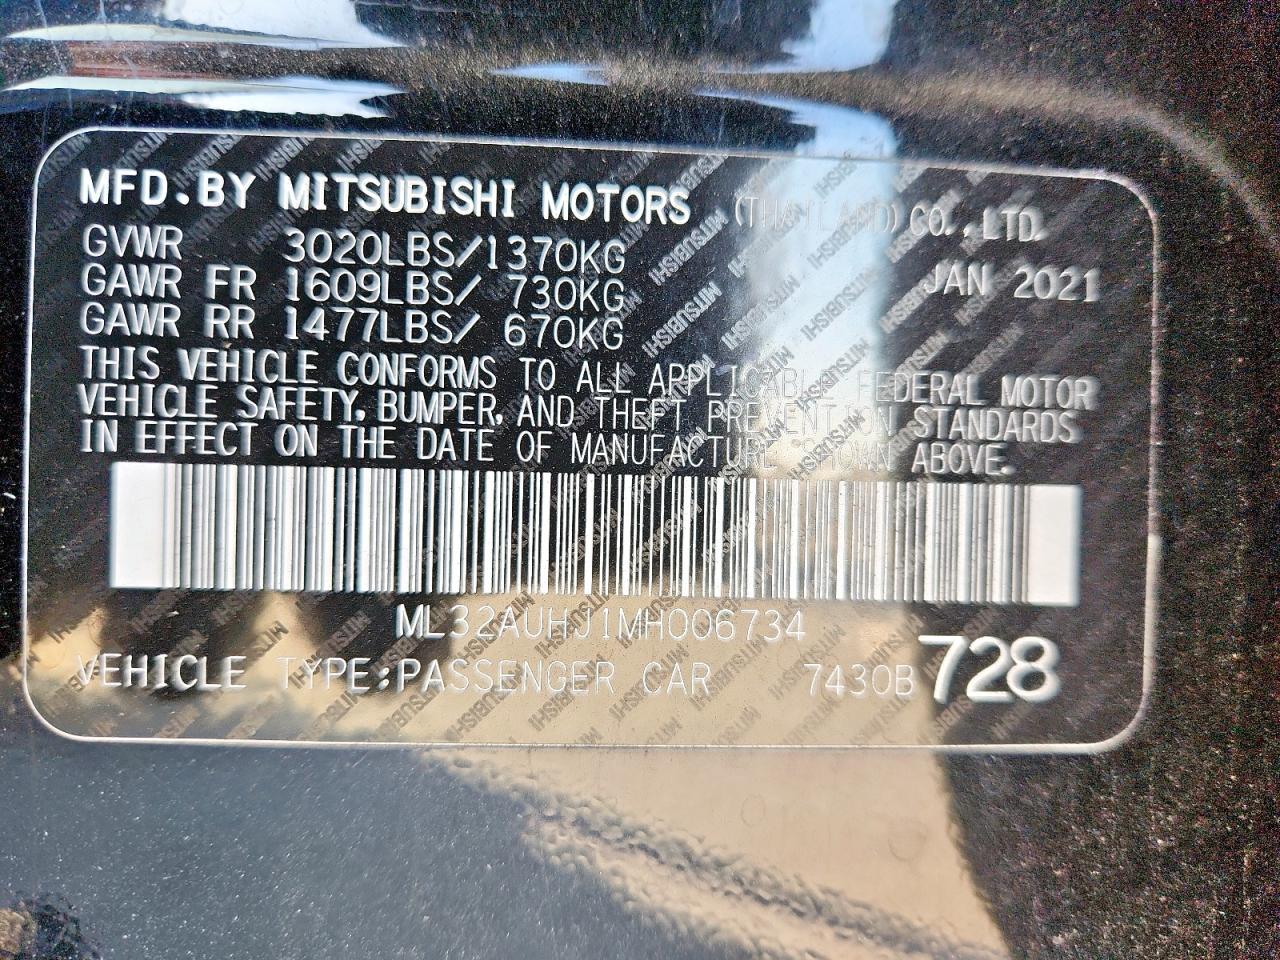 MFD.BY MITSUBISHI MOTORS (THAILAND) CO.,LTD.
GVWR 3020LBS/1370KG JAN 2021
GAWR FR 1609LBS/ 730KG
GAWR RR 1477LBS/ 670KG
THIS VEHICLE CONFORMS TO ALL APPLICABLE FEDERAL MOTOR
VEHICLE SAFETY, BUMPER, AND THEFT PREVENTION STANDARDS
IN EFFECT ON THE DATE OF MANUFACTURE SHOWN ABOVE.
ML32AUHJ1MH006734
VEHICLE TYPE:PASSENGER CAR 7430B 728